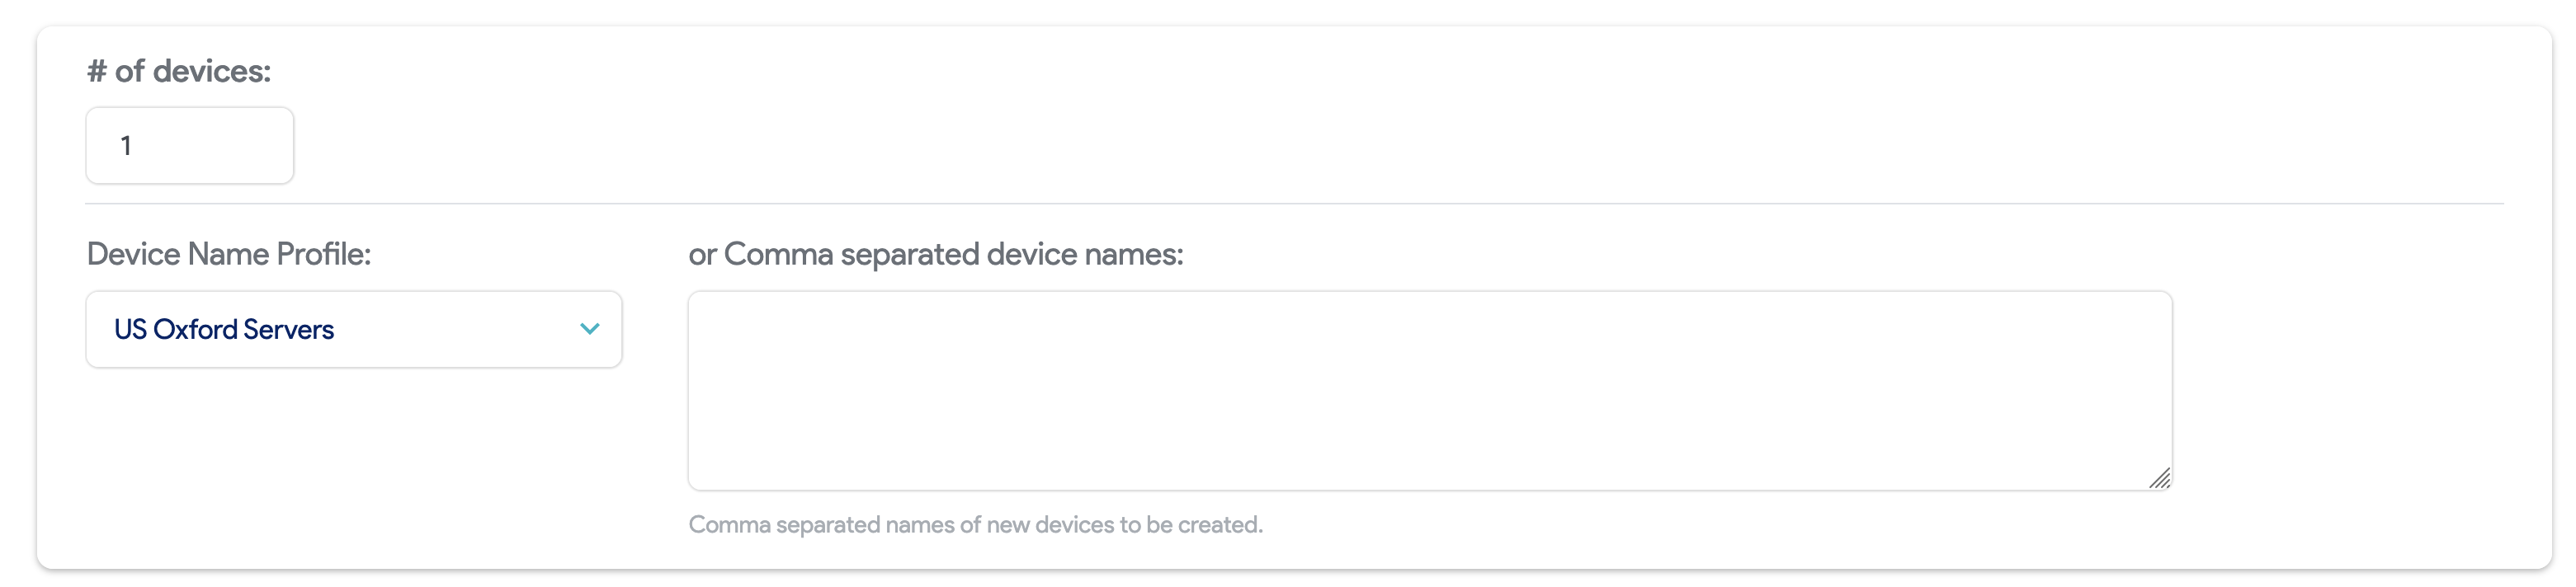 # of devices:
1
Device Name Profile:
or Comma separated device names:
US Oxford Servers
Comma separated names of new devices to be created.